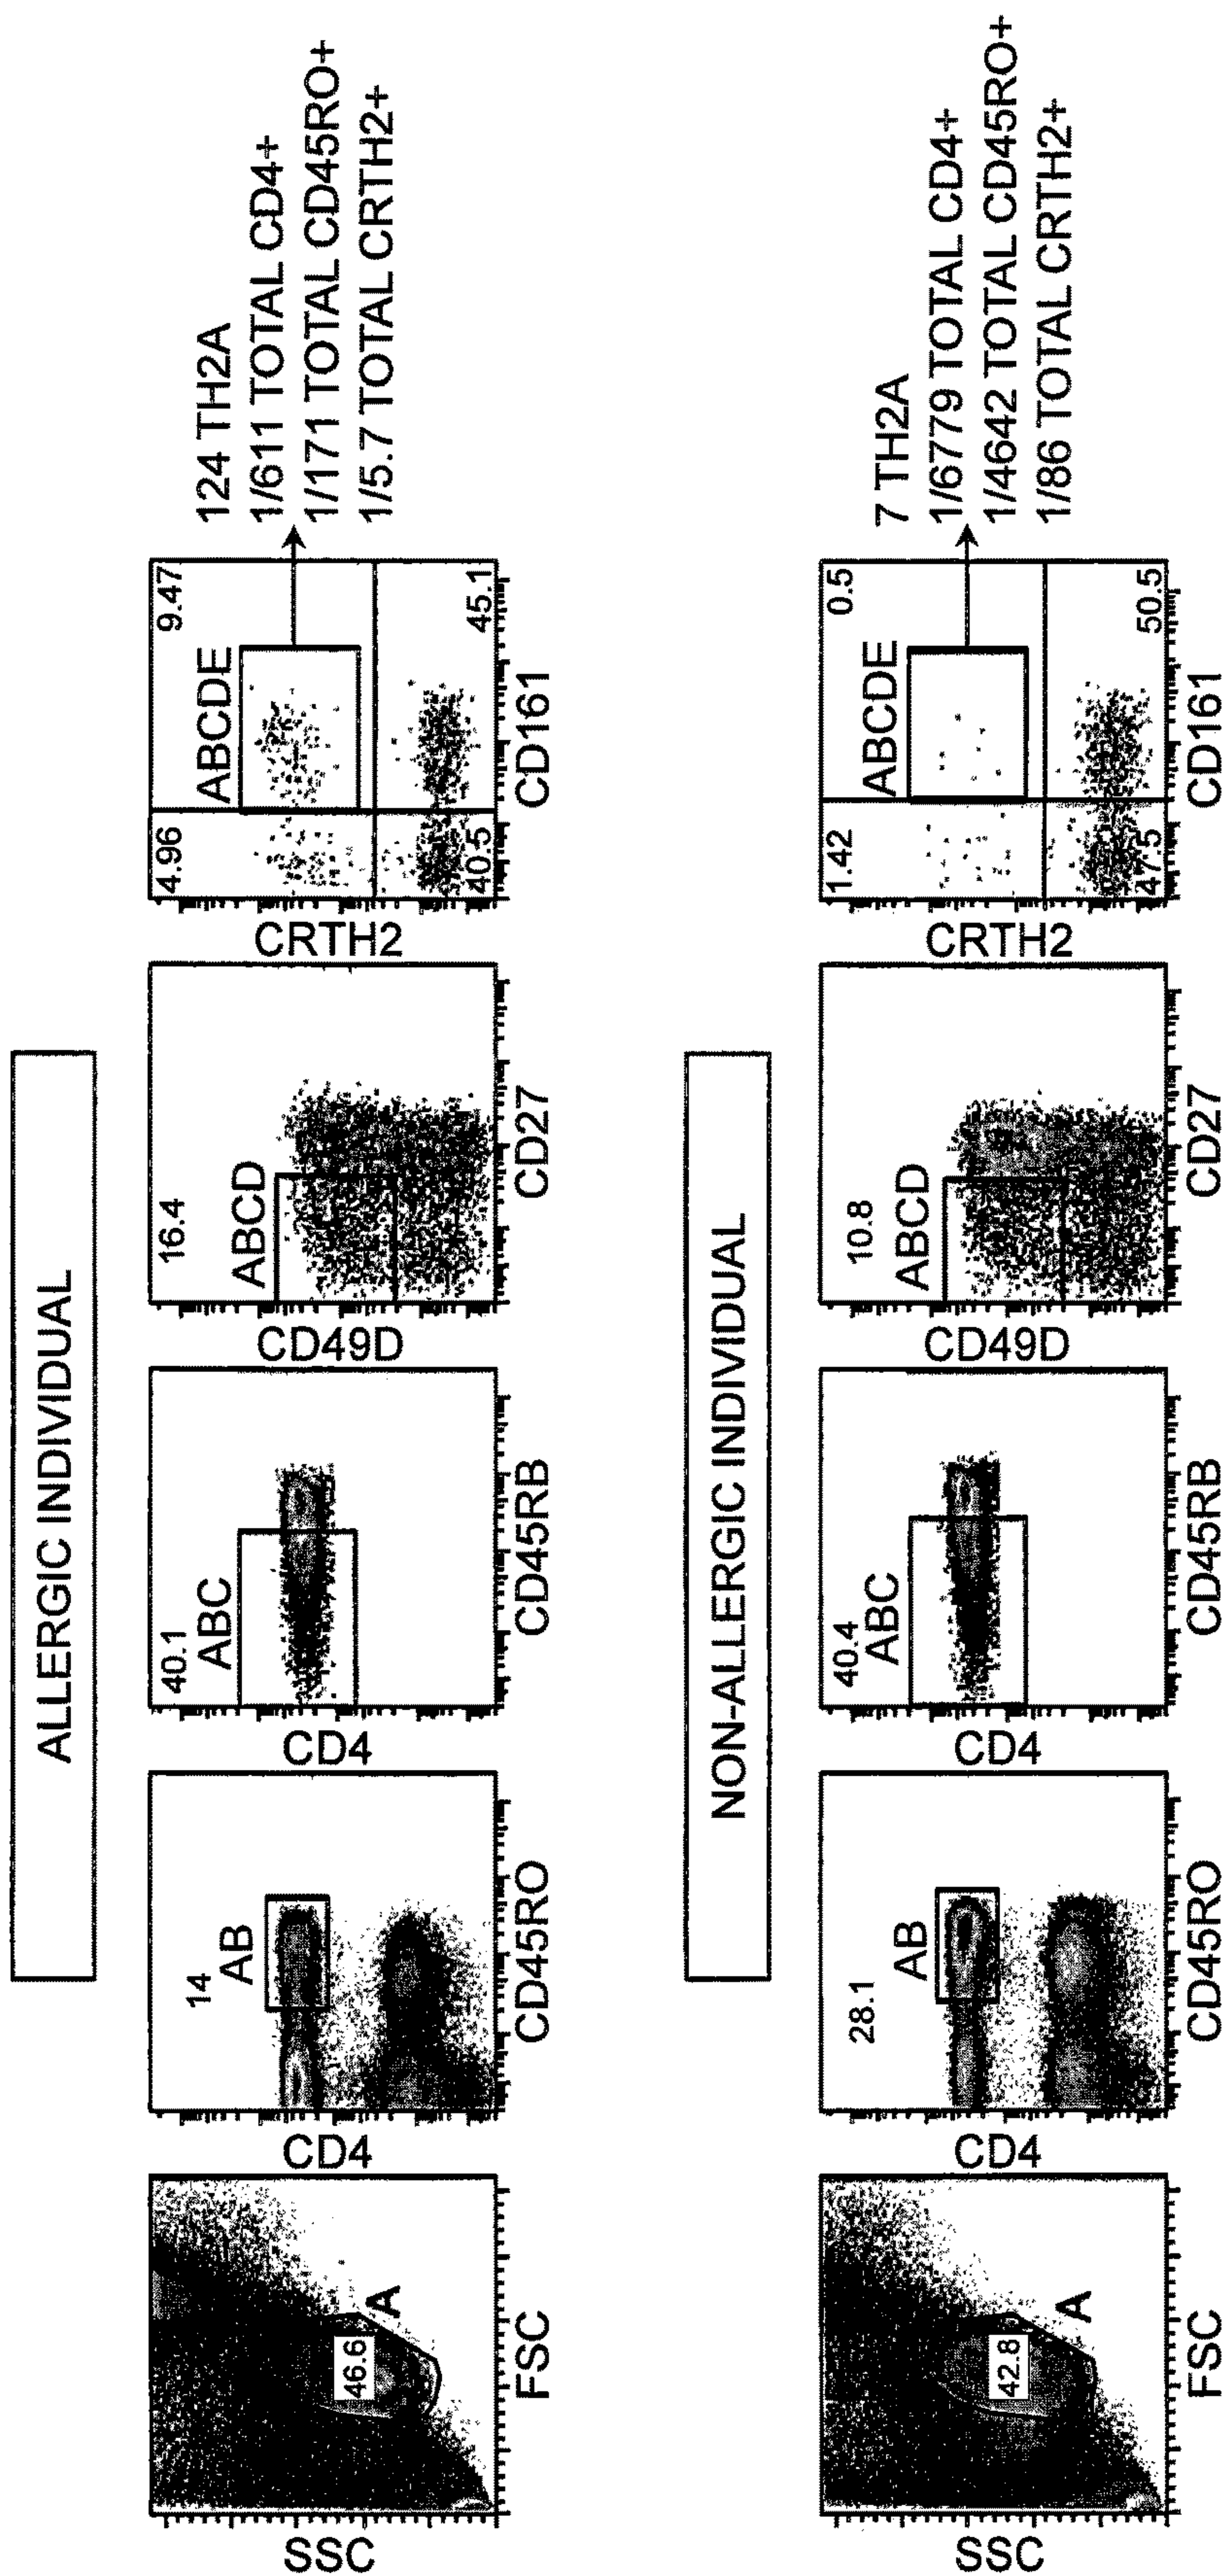 ALLERGIC INDIVIDUAL
SSC
46.6
A
FSC
CD4
14
AB
CD45RO
CD4
40.1
ABC
CD45RB
CD49D
16.4
ABCD
CD27
CRTH2
4.96
9.47
ABCDE
40.5
45.1
CD161
124 TH2A
1/611 TOTAL CD4+
1/171 TOTAL CD45RO+
1/5.7 TOTAL CRTH2+
NON-ALLERGIC INDIVIDUAL
SSC
42.8
A
FSC
CD4
28.1
AB
CD45RO
CD4
40.4
ABC
CD45RB
CD49D
10.8
ABCD
CD27
CRTH2
1.42
0.5
ABCDE
47.5
50.5
CD161
7 TH2A
1/6779 TOTAL CD4+
1/4642 TOTAL CD45RO+
1/86 TOTAL CRTH2+